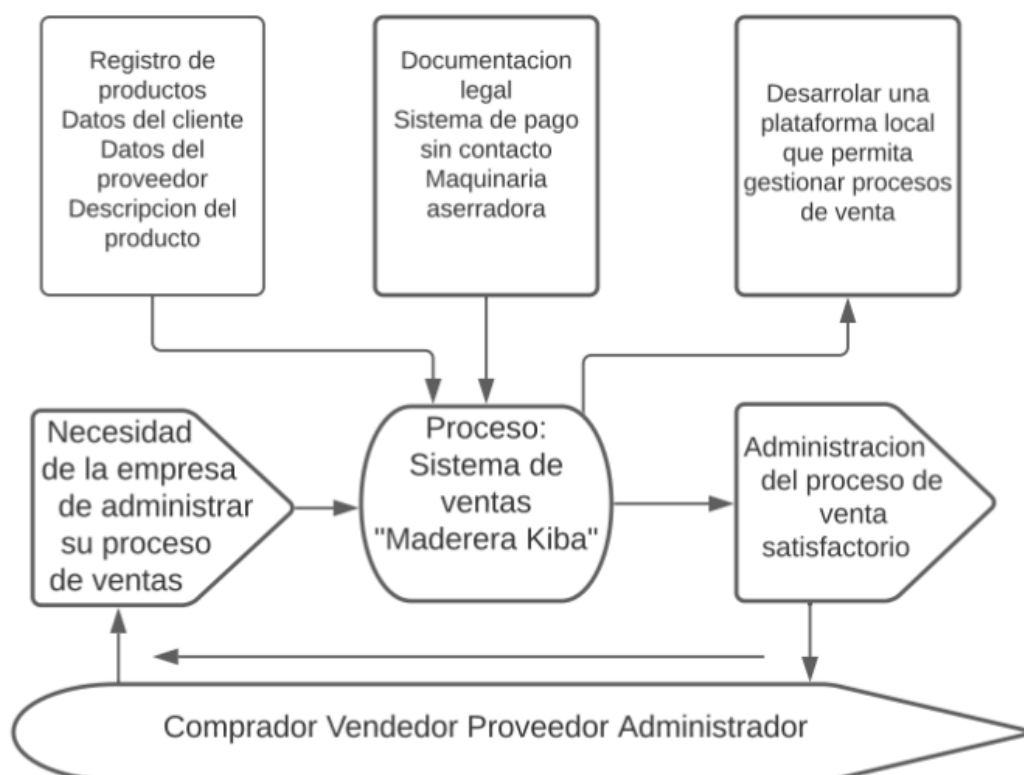 Registro de
productos
Datos del cliente
Datos del
proveedor
Descripcion del
producto
Documentacion
legal
Sistema de pago
sin contacto
Maquinaria
aserradora
Desarrolar una
plataforma local
que permita
gestionar procesos
de venta
Necesidad
de la empresa
de administrar
su proceso
de ventas
Proceso:
Sistema de
ventas
"Maderera Kiba"
Administracion
del proceso de
venta
satisfactorio
Comprador Vendedor Proveedor Administrador